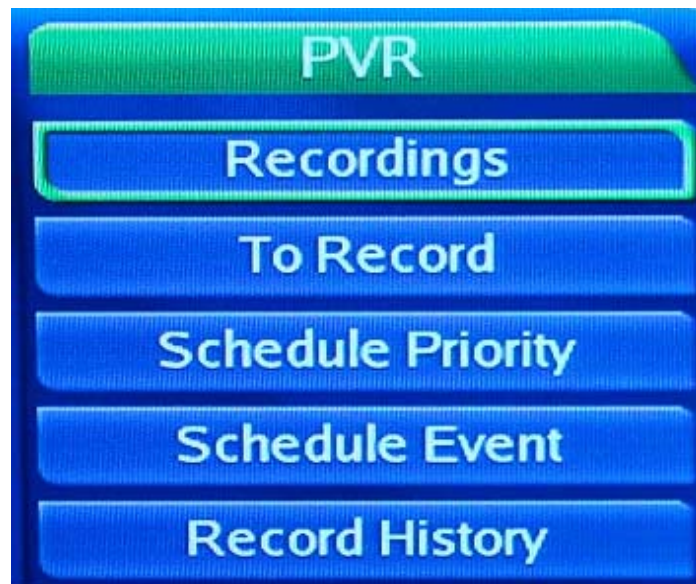 PVR
Recordings
To Record
Schedule Priority
Schedule Event
Record History